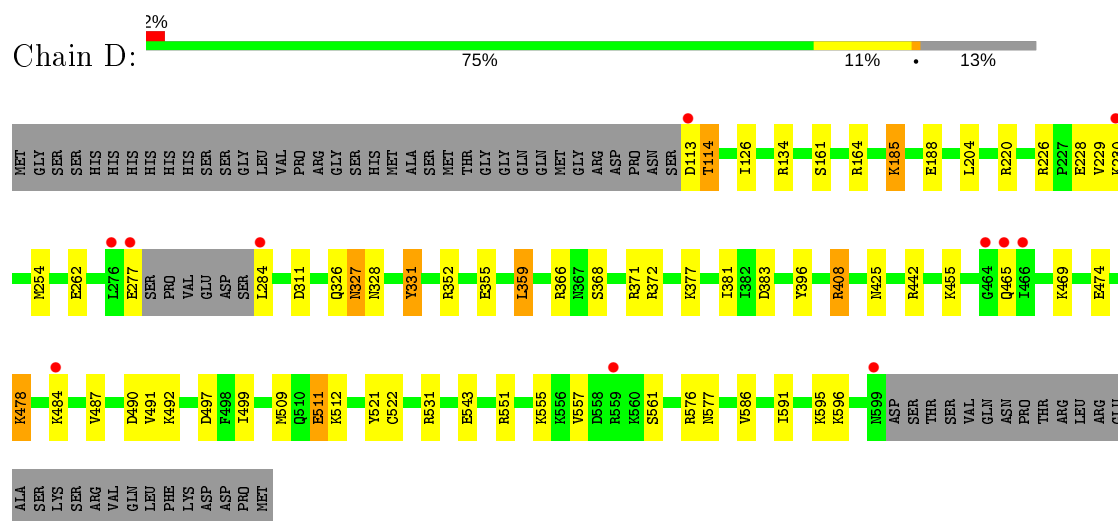 2%
Chain D:
75% 11% • 13%
MET GLY SER SER HIS HIS HIS HIS HIS HIS SER SER GLY LEU VAL PRO ARG GLY SER HIS MET ALA SER MET THR GLY GLY GLN GLN MET GLY ARG ASP PRO ASN SER D113 T114 I126 R134 S161 R164 K185 E188 L204 R220 R226 P227 E228 V229 K230
M254 E262 L276 E277 SER PRO VAL GLU ASP SER L284 D311 Q326 N327 N328 Y331 R352 E355 L359 R366 N367 S368 R371 R372 K377 I381 I382 D383 Y396 R408 N425 R442 K455 G464 Q465 I466 K469 E474
K478 K484 V487 D490 V491 K492 D497 F498 I499 M509 Q510 E511 K512 Y521 C522 R531 E543 R551 K555 K556 V557 D558 R559 K560 S561 R576 N577 V586 I591 K595 K596 N599 ASP SER THR SER VAL GLN ASN PRO THR ARG LEU ARG GLU
ALA SER LYS SER ARG VAL GLN LEU PHE LYS ASP ASP PRO MET